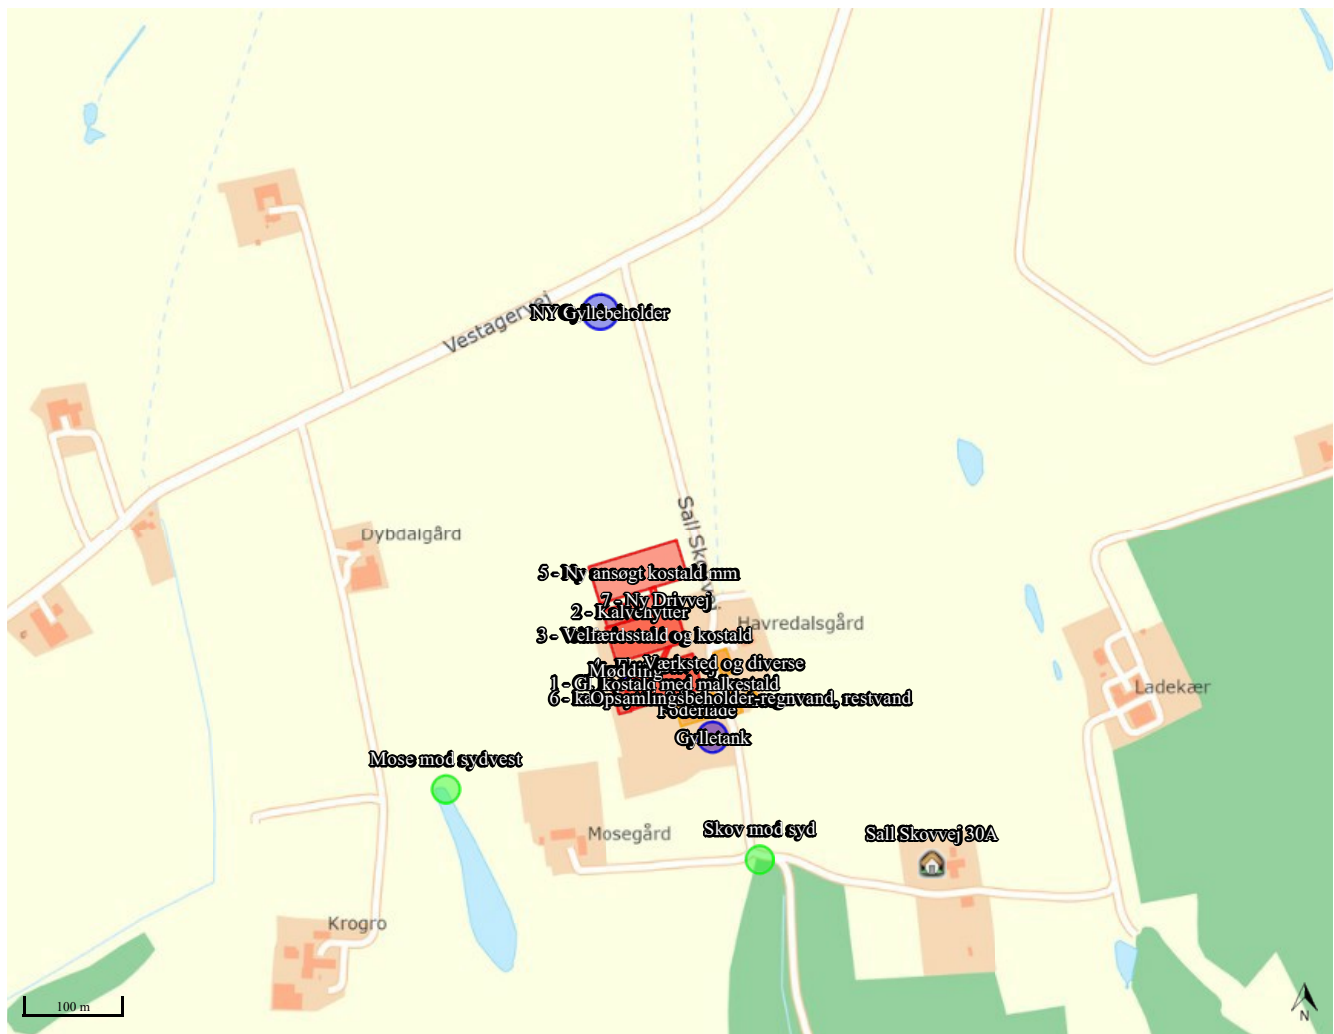 NY Gyllebeholder
Vestagervej
Sall
Dybdalgård
5 - Ny ansøgt kostald mm
7 - Ny Drivvej
2 - Kalvehytter
Havredalsgård
3 - Velfærdsstald og kostald
Værksted og diverse
Mødding
1 - Gl. kostald med malkestald
Ladekær
6 - Opsamlingsbeholder-regnvand, restvand
Foderlade
Gylletank
Mose mod sydvest
Skov mod syd
Sall Skovvej 30A
Mosegård
Krogro
100 m
N